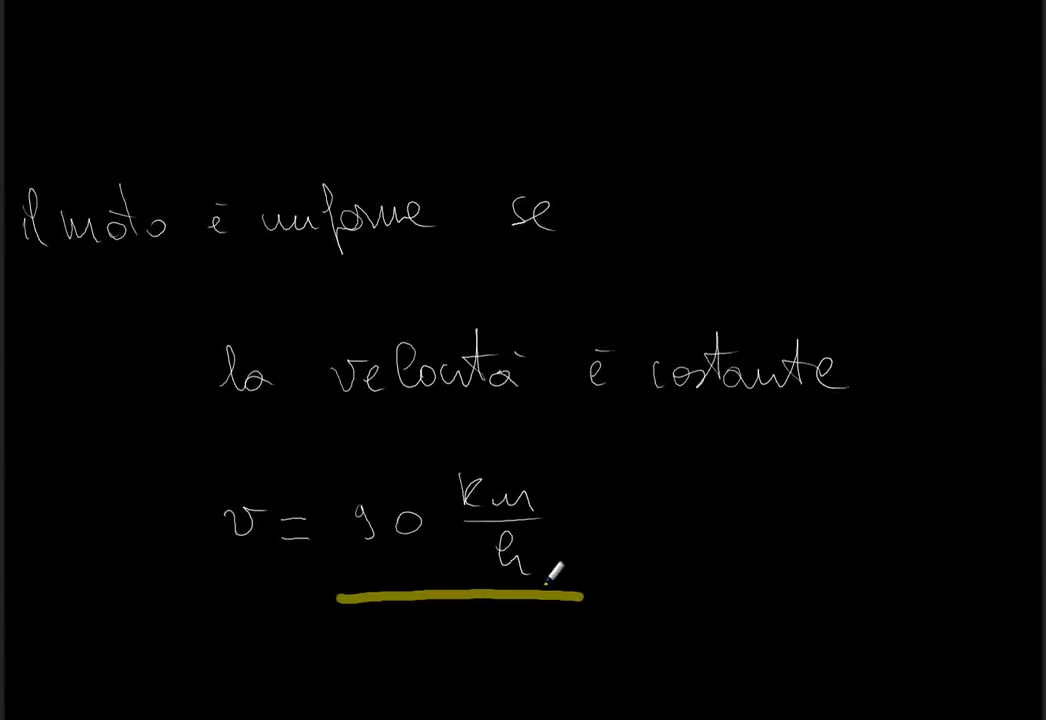 il moto è uniforme se
la velocità è costante
v = 90 km/h